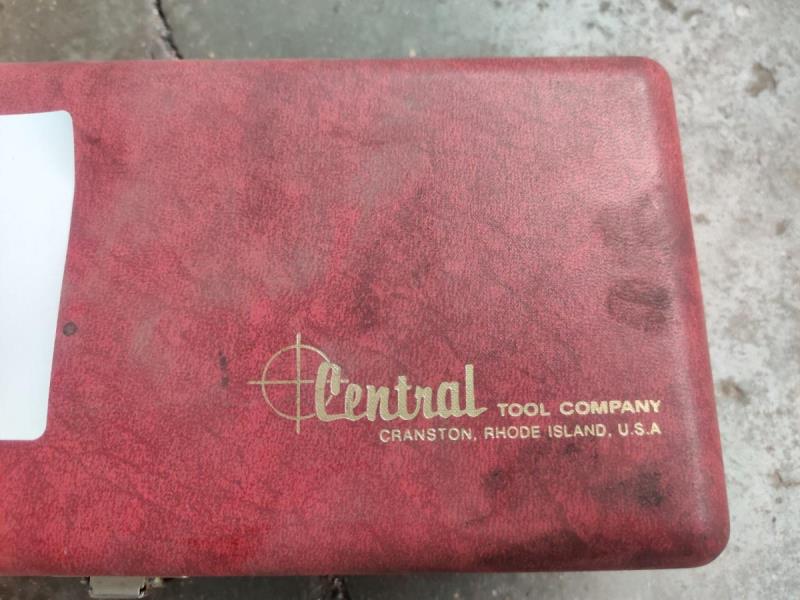 Central TOOL COMPANY
CRANSTON, RHODE ISLAND, U.S.A